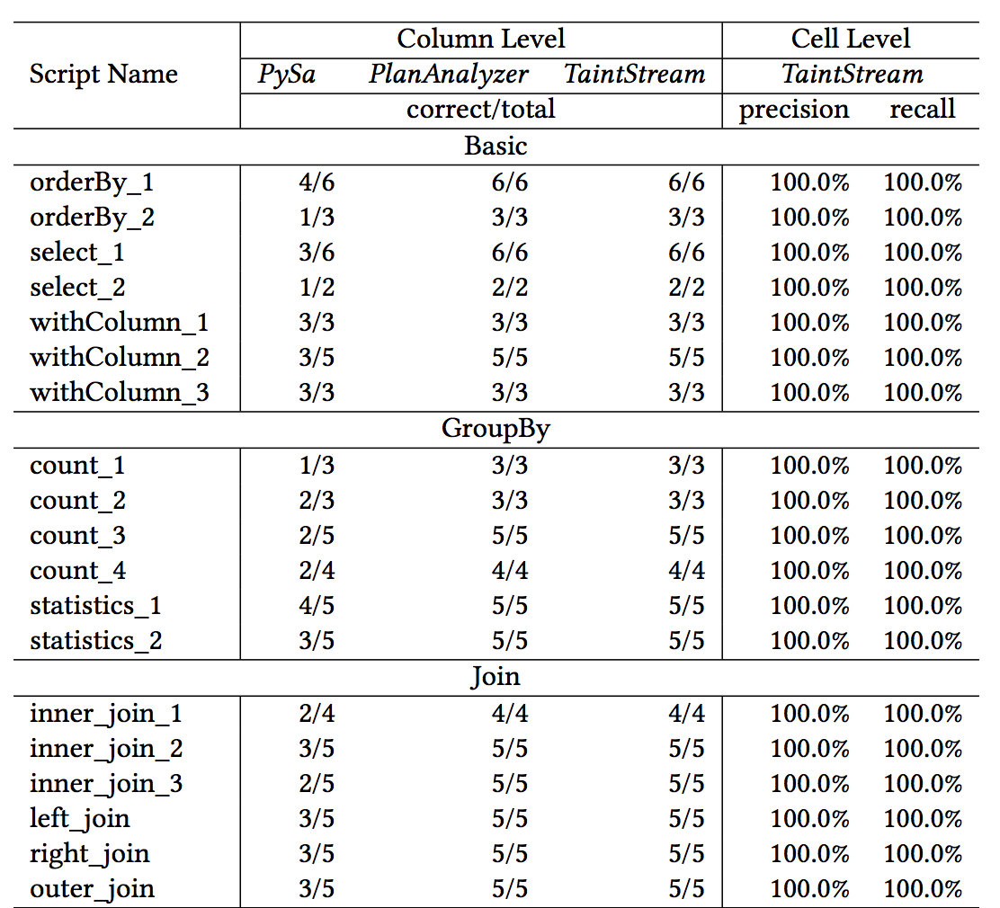 Column Level Cell Level
Script Name PySa PlanAnalyzer TaintStream TaintStream
correct/total precision recall
Basic
orderBy_1 4/6 6/6 6/6 100.0% 100.0%
orderBy_2 1/3 3/3 3/3 100.0% 100.0%
select_1 3/6 6/6 6/6 100.0% 100.0%
select_2 1/2 2/2 2/2 100.0% 100.0%
withColumn_1 3/3 3/3 3/3 100.0% 100.0%
withColumn_2 3/5 5/5 5/5 100.0% 100.0%
withColumn_3 3/3 3/3 3/3 100.0% 100.0%
GroupBy
count_1 1/3 3/3 3/3 100.0% 100.0%
count_2 2/3 3/3 3/3 100.0% 100.0%
count_3 2/5 5/5 5/5 100.0% 100.0%
count_4 2/4 4/4 4/4 100.0% 100.0%
statistics_1 4/5 5/5 5/5 100.0% 100.0%
statistics_2 3/5 5/5 5/5 100.0% 100.0%
Join
inner_join_1 2/4 4/4 4/4 100.0% 100.0%
inner_join_2 3/5 5/5 5/5 100.0% 100.0%
inner_join_3 2/5 5/5 5/5 100.0% 100.0%
left_join 3/5 5/5 5/5 100.0% 100.0%
right_join 3/5 5/5 5/5 100.0% 100.0%
outer_join 3/5 5/5 5/5 100.0% 100.0%